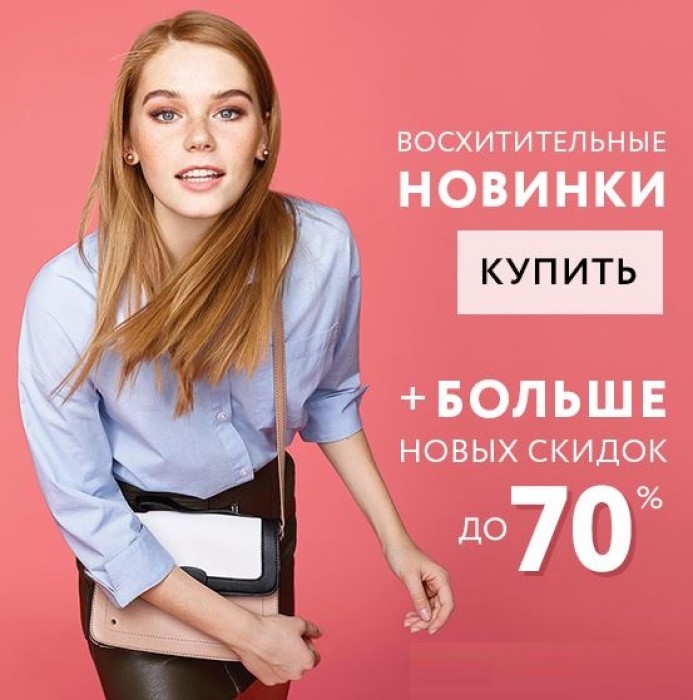 ВОСХИТИТЕЛЬНЫЕ
НОВИНКИ
КУПИТЬ
+ БОЛЬШЕ
НОВЫХ СКИДОК
ДО 70%